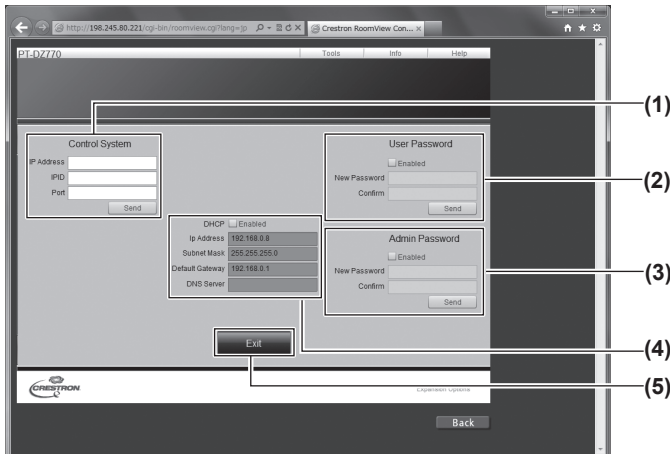 http://198.245.80.221/cgi-bin/roomview.cgi?lang=jp
Crestron RoomView Con... ×
PT-DZ770
Tools Info Help
(1)
Control System
IP Address
IPID
Port
Send
User Password
Enabled
New Password
Confirm
Send
(2)
DHCP Enabled
Ip Address 192.168.0.8
Subnet Mask 255.255.255.0
Default Gateway 192.168.0.1
DNS Server
Admin Password
Enabled
New Password
Confirm
Send
(3)
Exit
(4)
(5)
CRESTRON
Expansion Options
Back